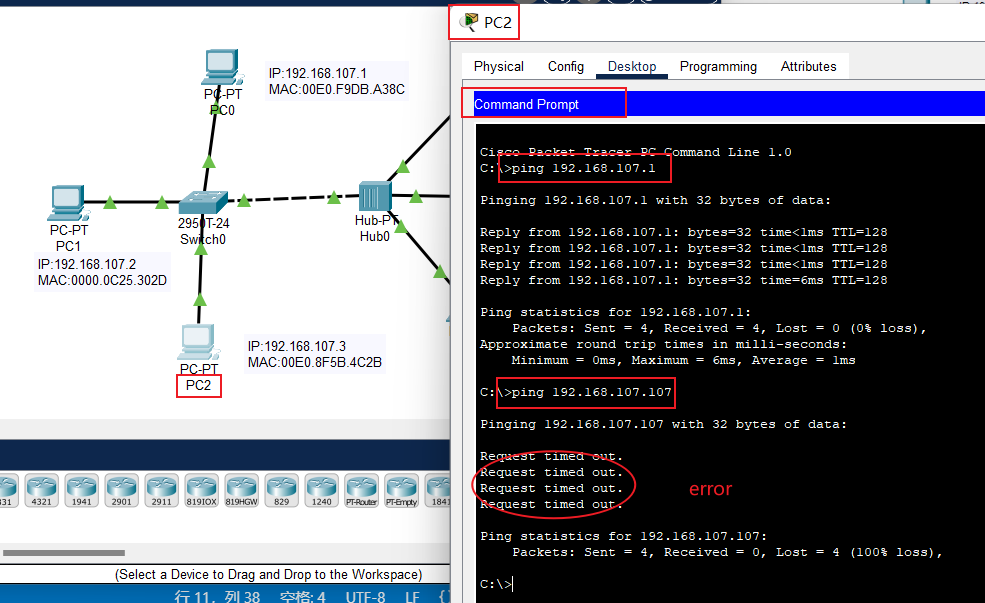 PC2
Physical Config Desktop Programming Attributes
Command Prompt
Cisco Packet Tracer PC Command Line 1.0
C:\>ping 192.168.107.1
Pinging 192.168.107.1 with 32 bytes of data:
Reply from 192.168.107.1: bytes=32 time<1ms TTL=128
Reply from 192.168.107.1: bytes=32 time<1ms TTL=128
Reply from 192.168.107.1: bytes=32 time<1ms TTL=128
Reply from 192.168.107.1: bytes=32 time=6ms TTL=128
Ping statistics for 192.168.107.1:
Packets: Sent = 4, Received = 4, Lost = 0 (0% loss),
Approximate round trip times in milli-seconds:
Minimum = 0ms, Maximum = 6ms, Average = 1ms
C:\>ping 192.168.107.107
Pinging 192.168.107.107 with 32 bytes of data:
Request timed out.
Request timed out.
Request timed out.
Request timed out.
error
Ping statistics for 192.168.107.107:
Packets: Sent = 4, Received = 0, Lost = 4 (100% loss),
C:\>
IP:192.168.107.1
MAC:00E0.F9DB.A38C
PC-PT
PC0
PC-PT
PC1
IP:192.168.107.2
MAC:0000.0C25.302D
2950T-24
Switch0
Hub-PT
Hub0
IP:192.168.107.3
MAC:00E0.8F5B.4C2B
PC-PT
PC2
4321 1941 2901 2911 819IOX 819HGW 829 1240 PT-Router PT-Empty 1841
(Select a Device to Drag and Drop to the Workspace)
行 11，列 38 空格: 4 UTF-8 LF {